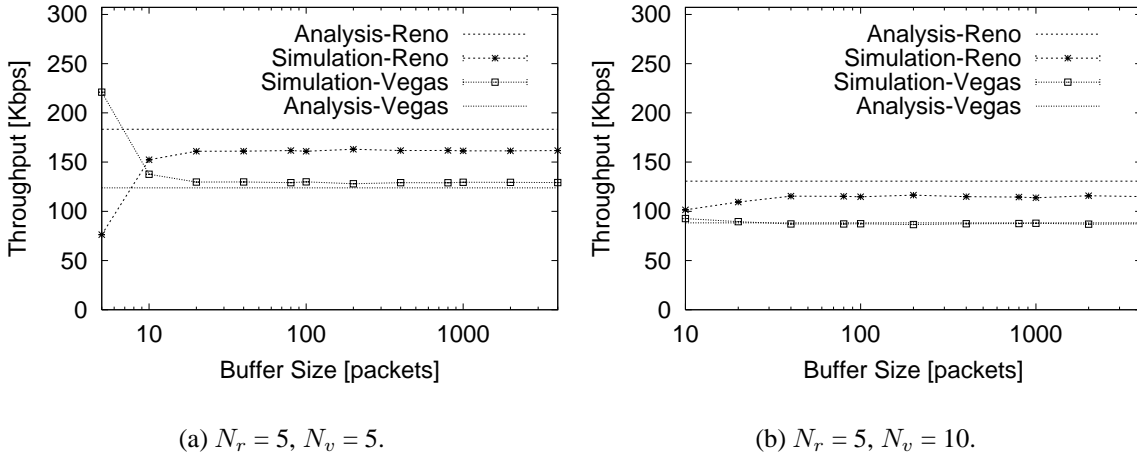 300
250
200
150
100
50
0
Throughput [Kbps]
Analysis-Reno
Simulation-Reno
Simulation-Vegas
Analysis-Vegas
10 100 1000
Buffer Size [packets]
(a) N_r = 5, N_v = 5.
300
250
200
150
100
50
0
Throughput [Kbps]
Analysis-Reno
Simulation-Reno
Simulation-Vegas
Analysis-Vegas
10 100 1000
Buffer Size [packets]
(b) N_r = 5, N_v = 10.